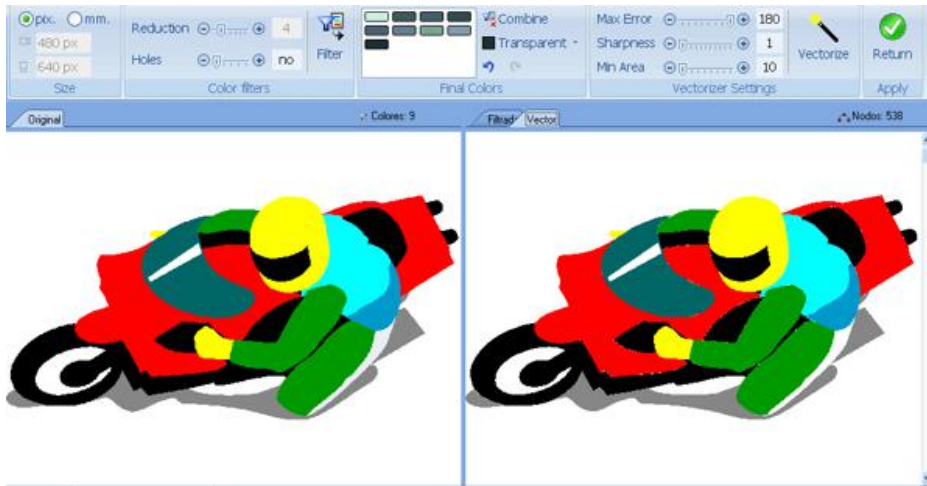 pix. mm.
480 px
640 px
Size
Reduction 4
Holes no
Filter
Color filters
Combine
Transparent
Final Colors
Max Error 180
Sharpness 1
Min Area 10
Vectorize
Vectorizer Settings
Return
Apply
Original
Colores: 9
Filtrado Vector
Nodos: 538